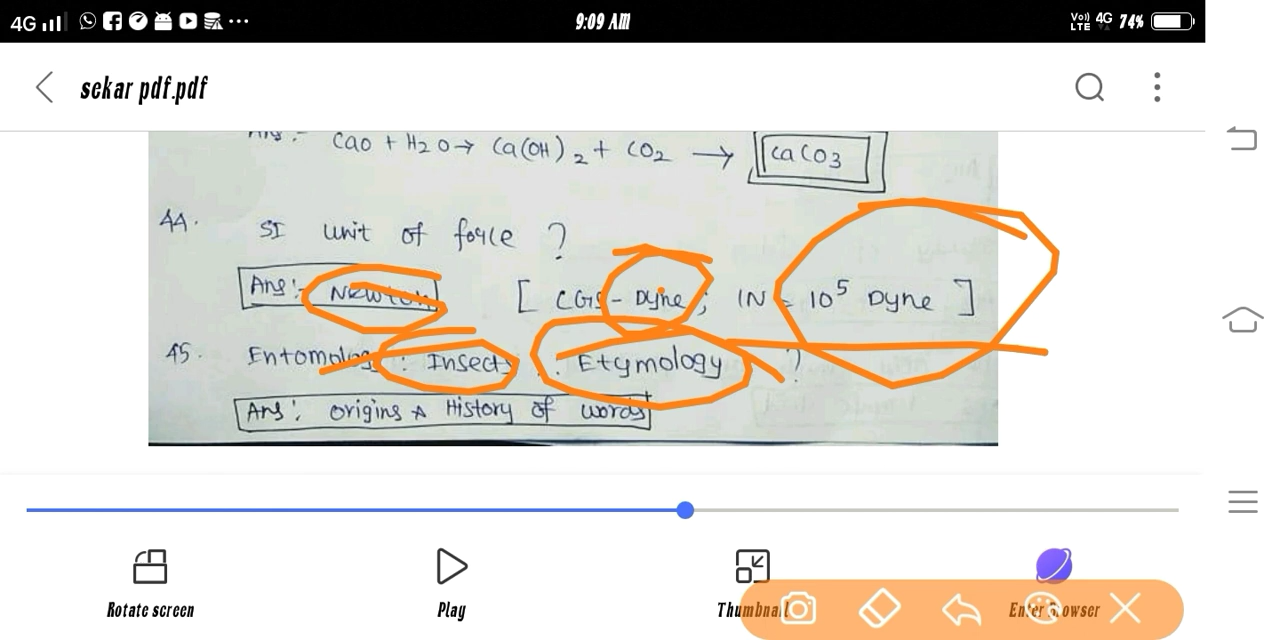 4G 9:09 AM Vo)) LTE 4G 74%
sekar pdf.pdf
Ans :- CaO + H2O → Ca(OH)2 + CO2 → CaCO3
44. SI unit of force ?
Ans :- Newton [ CGS - Dyne ; 1N = 10⁵ Dyne ]
45. Entomology : Insects : Etymology ?
Ans : origins & History of words
Rotate screen Play Thumbnail Enter Browser